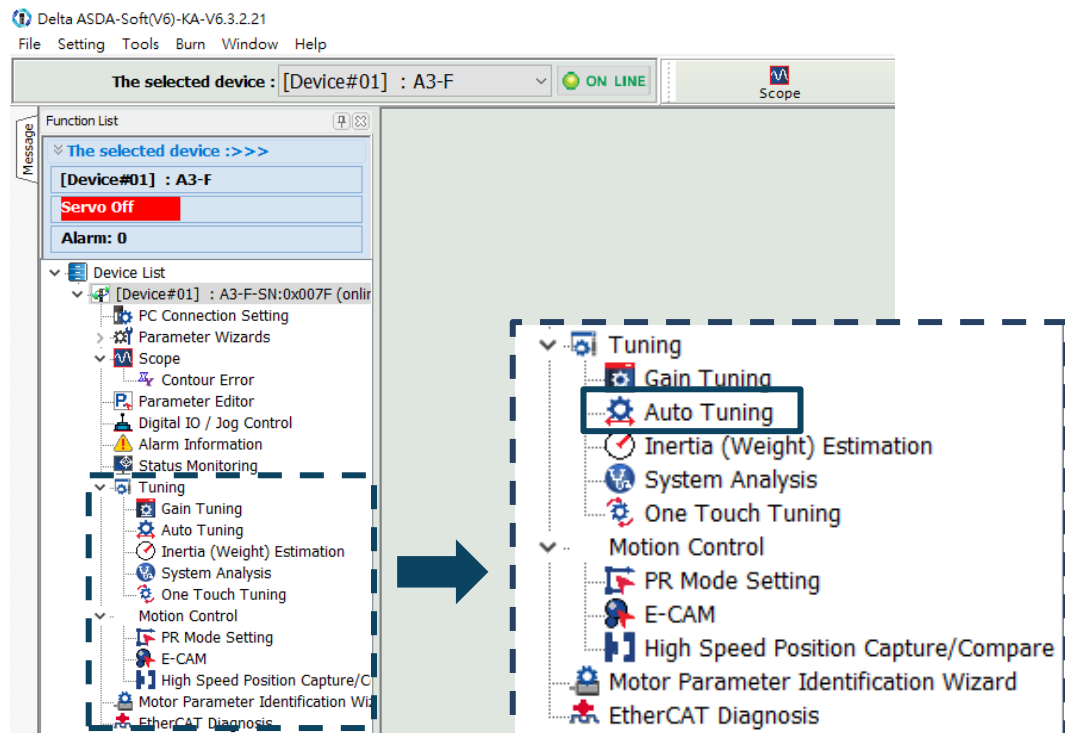 Delta ASDA-Soft(V6)-KA-V6.3.2.21
File Setting Tools Burn Window Help
The selected device : [Device#01] : A3-F ON LINE
Scope
Message
Function List
The selected device :>>>
[Device#01] : A3-F
Servo Off
Alarm: 0
Device List
[Device#01] : A3-F-SN:0x007F (onlir
PC Connection Setting
Parameter Wizards
Scope
Contour Error
Parameter Editor
Digital IO / Jog Control
Alarm Information
Status Monitoring
Tuning
Gain Tuning
Auto Tuning
Inertia (Weight) Estimation
System Analysis
One Touch Tuning
Motion Control
PR Mode Setting
E-CAM
High Speed Position Capture/C
Motor Parameter Identification Wiz
EtherCAT Diagnosis
Tuning
Gain Tuning
Auto Tuning
Inertia (Weight) Estimation
System Analysis
One Touch Tuning
Motion Control
PR Mode Setting
E-CAM
High Speed Position Capture/Compare
Motor Parameter Identification Wizard
EtherCAT Diagnosis